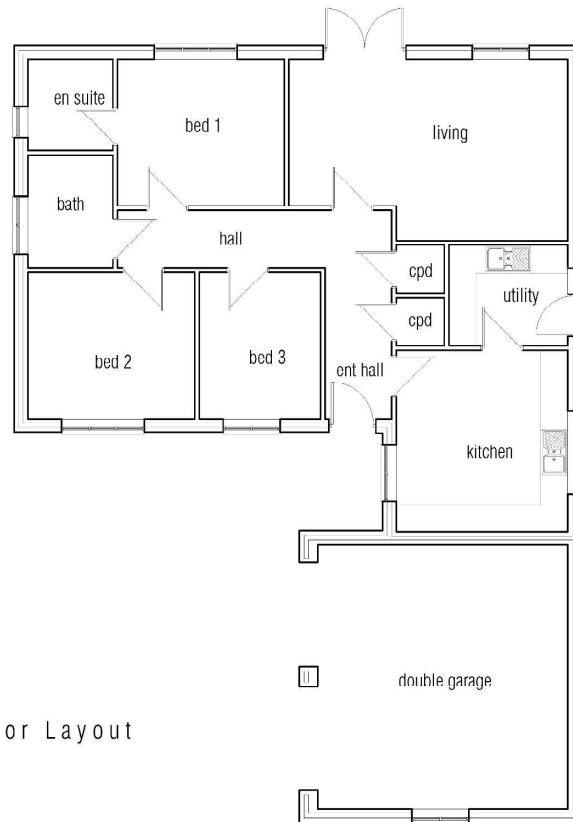 en suite
bed 1
living
bath
hall
cpd
utility
cpd
bed 2
bed 3
ent hall
kitchen
double garage
or Layout